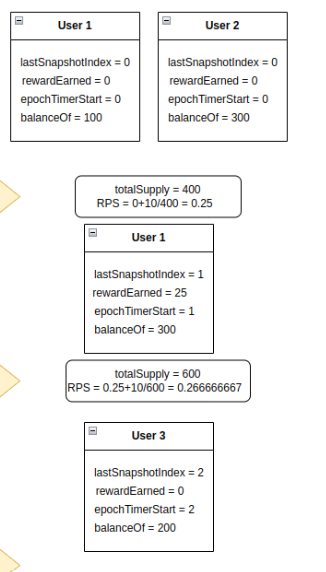 User 1
lastSnapshotIndex = 0
rewardEarned = 0
epochTimerStart = 0
balanceOf = 100
User 2
lastSnapshotIndex = 0
rewardEarned = 0
epochTimerStart = 0
balanceOf = 300
totalSupply = 400
RPS = 0+10/400 = 0.25
User 1
lastSnapshotIndex = 1
rewardEarned = 25
epochTimerStart = 1
balanceOf = 300
totalSupply = 600
RPS = 0.25+10/600 = 0.266666667
User 3
lastSnapshotIndex = 2
rewardEarned = 0
epochTimerStart = 2
balanceOf = 200